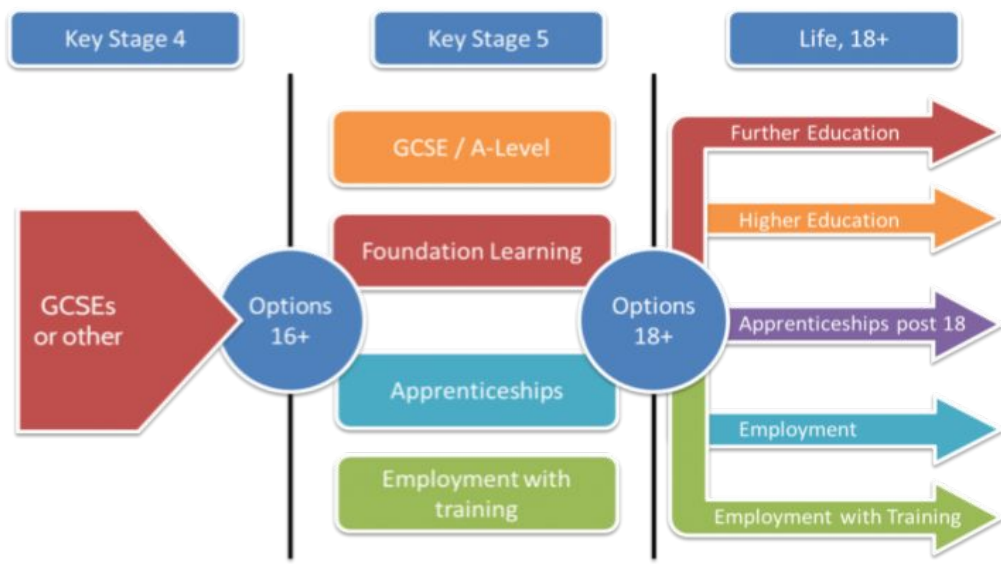 Key Stage 4
Key Stage 5
Life, 18+
GCSEs
or other
Options
16+
GCSE / A-Level
Foundation Learning
Apprenticeships
Employment with
training
Options
18+
Further Education
Higher Education
Apprenticeships post 18
Employment
Employment with Training